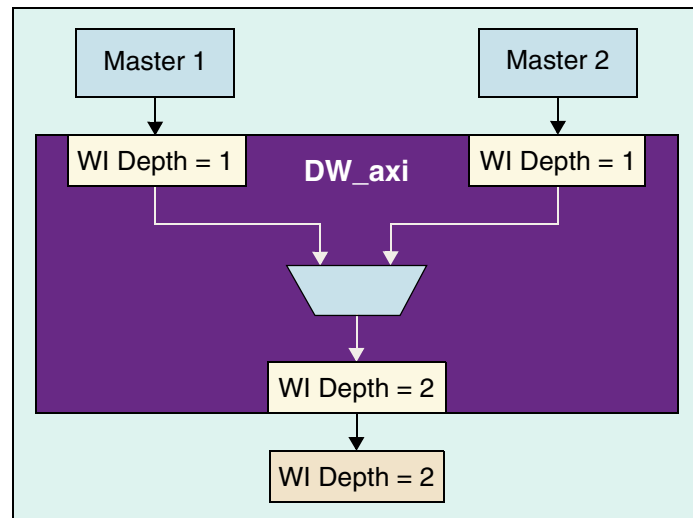 Master 1
Master 2
WI Depth = 1
DW_axi
WI Depth = 1
WI Depth = 2
WI Depth = 2